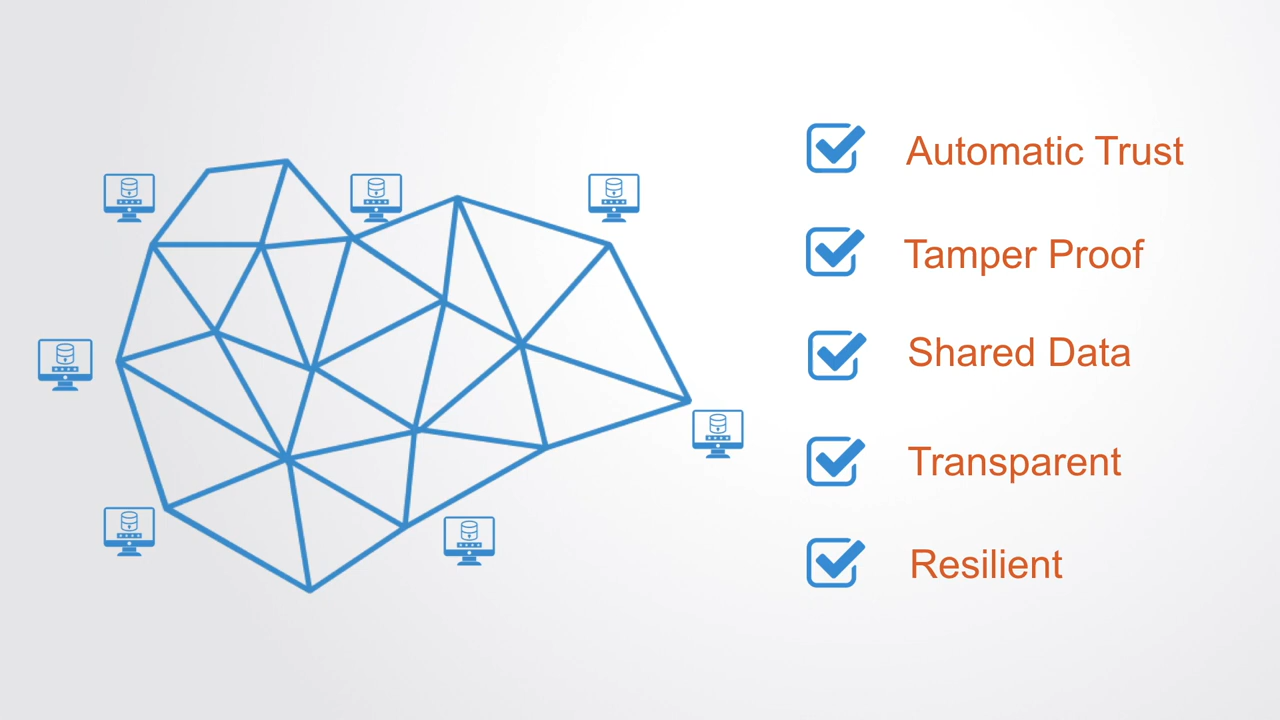 Automatic Trust
Tamper Proof
Shared Data
Transparent
Resilient